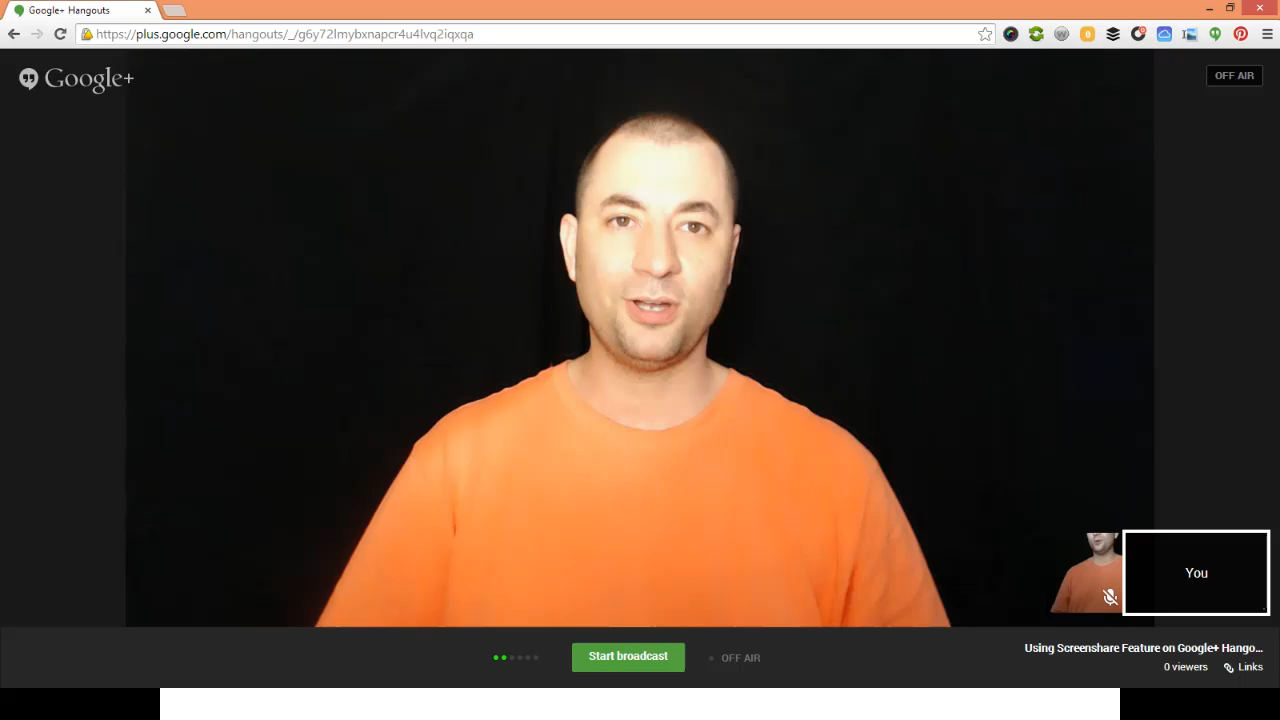 Google+ Hangouts
https://plus.google.com/hangouts/_/g6y72lmybxnapcr4u4lvq2iqxqa
Google+
OFF AIR
You
Start broadcast
OFF AIR
Using Screenshare Feature on Google+ Hango...
0 viewers
Links